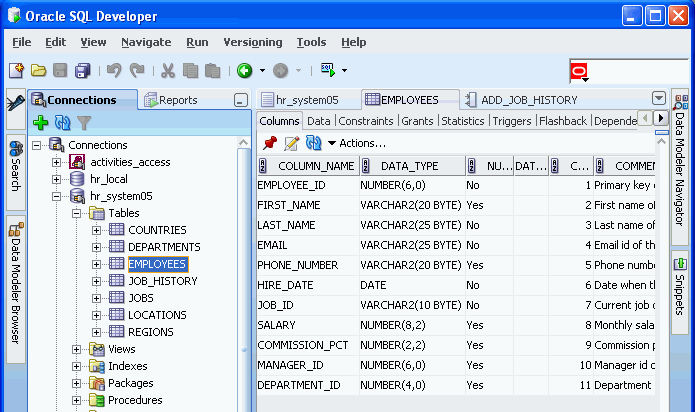 Oracle SQL Developer
File Edit View Navigate Run Versioning Tools Help
Connections Reports
hr_system05 EMPLOYEES ADD_JOB_HISTORY
Columns Data Constraints Grants Statistics Triggers Flashback Depende
Actions...
Search
Data Modeler Browser
Connections
activities_access
hr_local
hr_system05
Tables
COUNTRIES
DEPARTMENTS
EMPLOYEES
JOB_HISTORY
JOBS
LOCATIONS
REGIONS
Views
Indexes
Packages
Procedures
COLUMN_NAME DATA_TYPE NU... DAT... C... COMMEN
EMPLOYEE_ID NUMBER(6,0) No 1 Primary key o
FIRST_NAME VARCHAR2(20 BYTE) Yes 2 First name of
LAST_NAME VARCHAR2(25 BYTE) No 3 Last name of
EMAIL VARCHAR2(25 BYTE) No 4 Email id of the
PHONE_NUMBER VARCHAR2(20 BYTE) Yes 5 Phone numbe
HIRE_DATE DATE No 6 Date when th
JOB_ID VARCHAR2(10 BYTE) No 7 Current job o
SALARY NUMBER(8,2) Yes 8 Monthly sala
COMMISSION_PCT NUMBER(2,2) Yes 9 Commission p
MANAGER_ID NUMBER(6,0) Yes 10 Manager id o
DEPARTMENT_ID NUMBER(4,0) Yes 11 Department
Data Modeler Navigator
Snippets